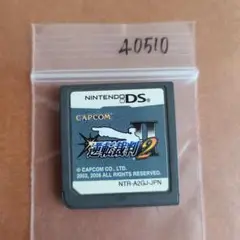 40510
NINTENDO DS
CAPCOM
逆転裁判2
© CAPCOM CO., LTD.
2002, 2006 ALL RIGHTS RESERVED.
NTR-A2GJ-JPN